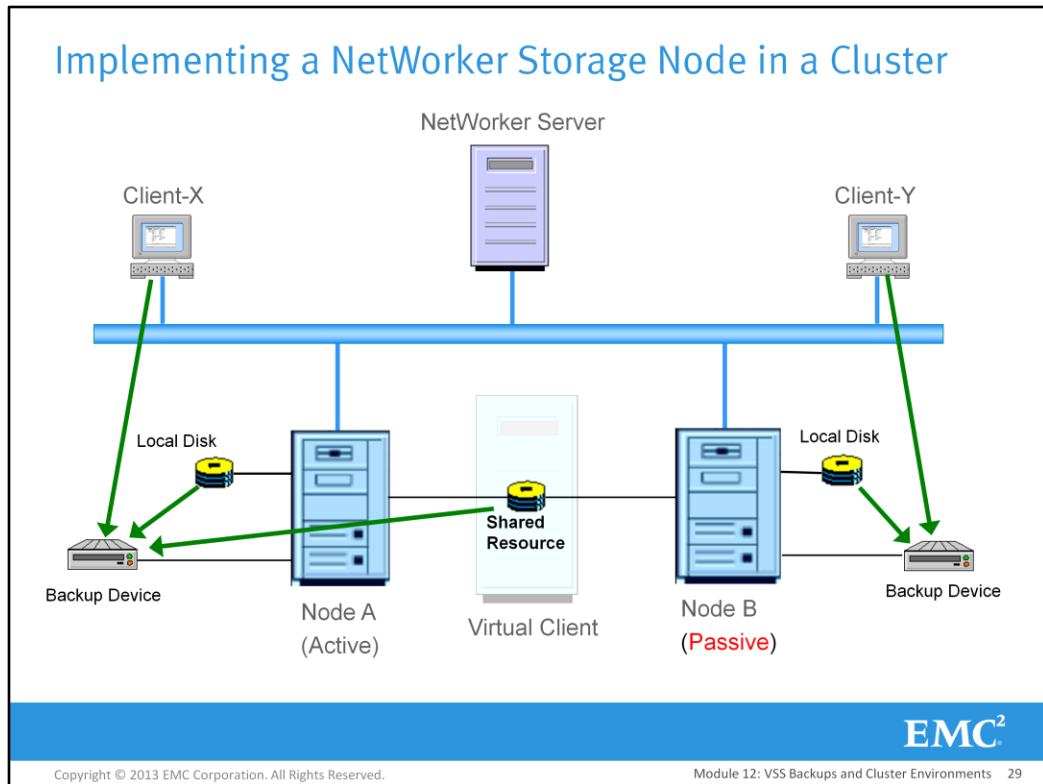 Implementing a NetWorker Storage Node in a Cluster
NetWorker Server
Client-X
Client-Y
Local Disk
Local Disk
Shared
Resource
Backup Device
Backup Device
Node A
(Active)
Virtual Client
Node B
(Passive)
EMC²
Copyright © 2013 EMC Corporation. All Rights Reserved.
Module 12: VSS Backups and Cluster Environments 29